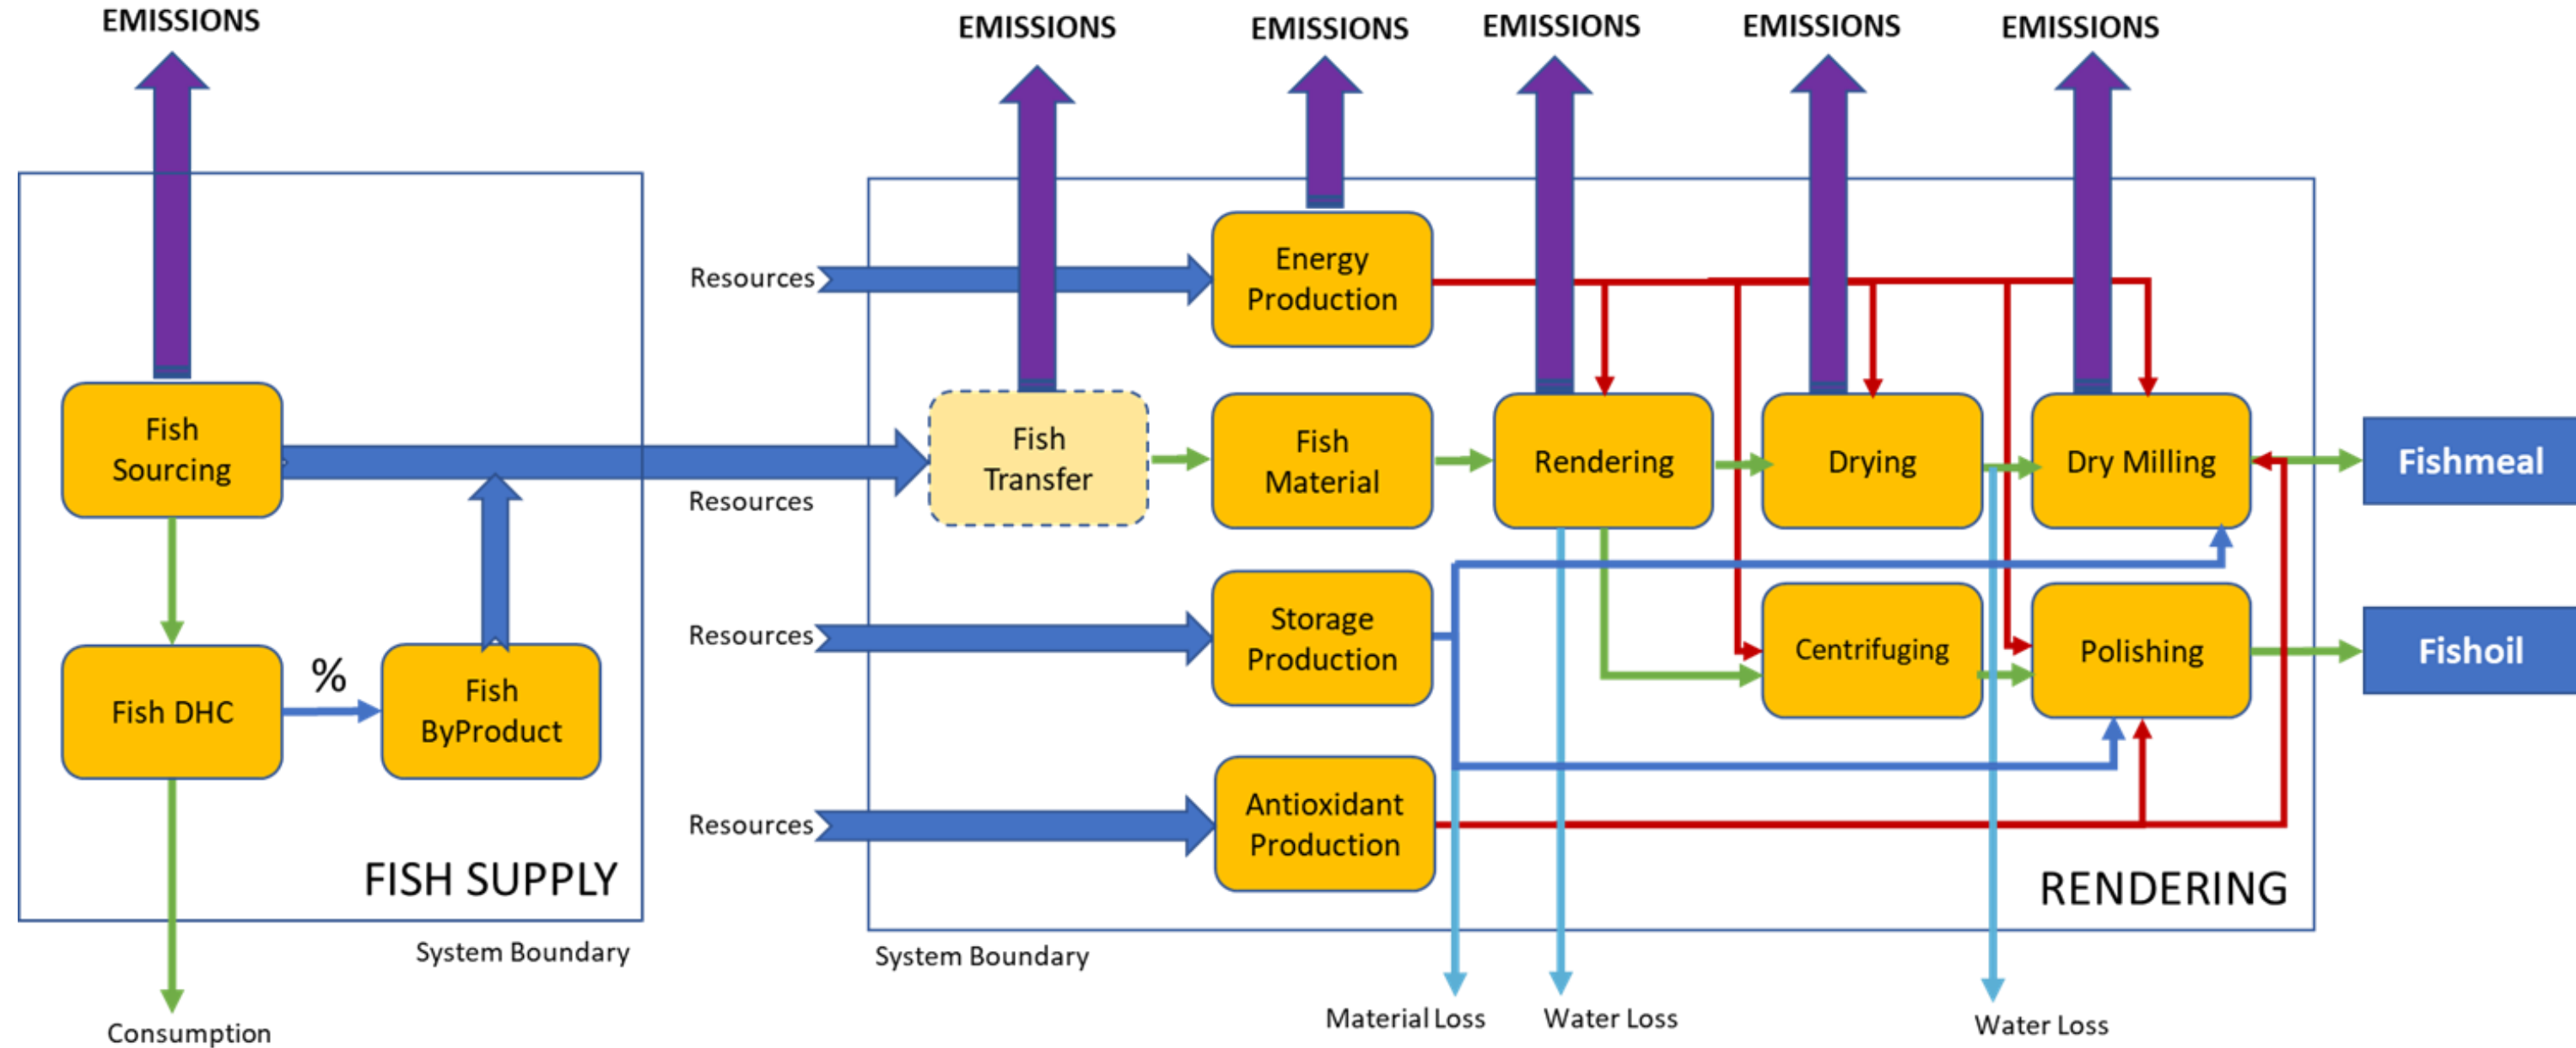 EMISSIONS
EMISSIONS
EMISSIONS
EMISSIONS
EMISSIONS
EMISSIONS
Resources
Energy
Production
Fish
Sourcing
Resources
Fish
Transfer
Fish
Material
Rendering
Drying
Dry Milling
Fishmeal
Fish DHC
%
Fish
ByProduct
Resources
Storage
Production
Centrifuging
Polishing
Fishoil
Resources
Antioxidant
Production
FISH SUPPLY
RENDERING
System Boundary
System Boundary
Consumption
Material Loss
Water Loss
Water Loss